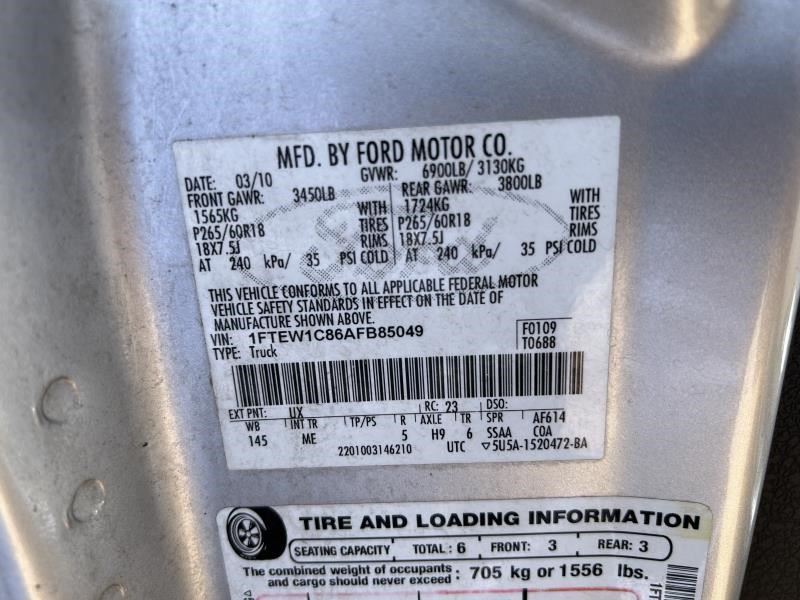 MFD. BY FORD MOTOR CO.
DATE: 03/10 GVWR: 6900LB/ 3130KG
FRONT GAWR: 3450LB REAR GAWR: 3800LB
1565KG WITH 1724KG WITH
P265/60R18 TIRES P265/60R18 TIRES
18X7.5J RIMS 18X7.5J RIMS
AT 240 kPa/ 35 PSI COLD AT 240 kPa/ 35 PSI COLD
Ford
THIS VEHICLE CONFORMS TO ALL APPLICABLE FEDERAL MOTOR
VEHICLE SAFETY STANDARDS IN EFFECT ON THE DATE OF
MANUFACTURE SHOWN ABOVE.
VIN: 1FTEW1C86AFB85049 F0109
TYPE: Truck T0688
EXT PNT: UX RC: 23 DSO:
WB INT TR TP/PS R AXLE TR SPR AF614
145 ME 5 H9 6 SSAA COA
2201003146210 UTC ▽5U5A-1520472-BA
TIRE AND LOADING INFORMATION
SEATING CAPACITY TOTAL: 6 FRONT: 3 REAR: 3
The combined weight of occupants
and cargo should never exceed: 705 kg or 1556 lbs.
1FT